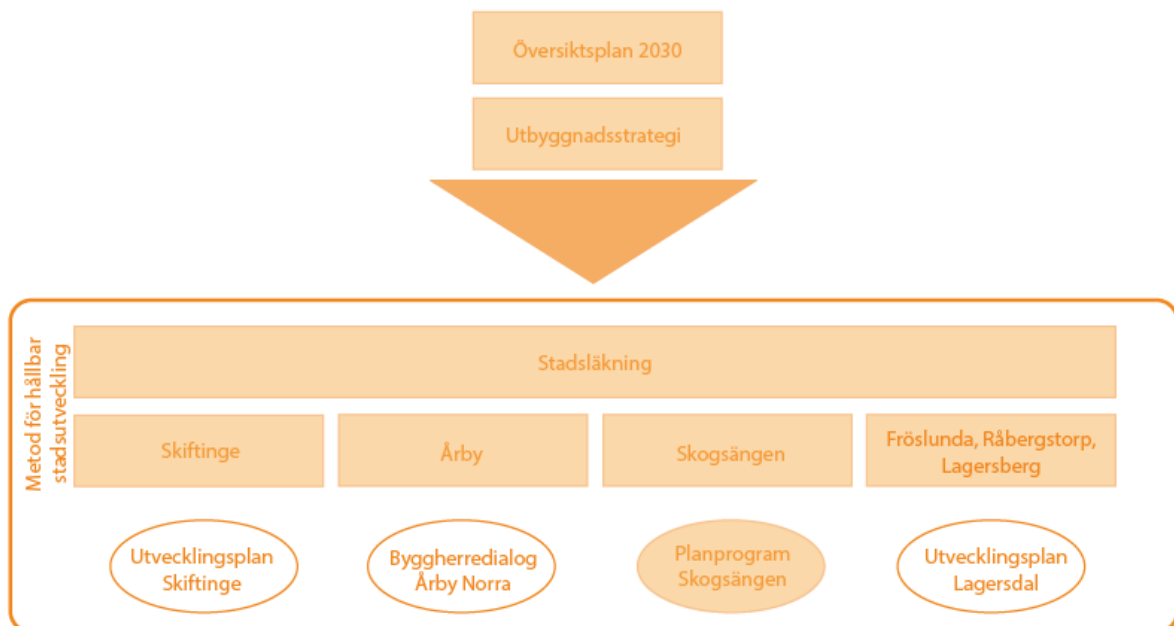 Översiktsplan 2030
Utbyggnadsstrategi
Metod för hållbar
stadsutveckling
Stadsläkning
Skiftinge
Årby
Skogsängen
Fröslunda, Råbergstorp,
Lagersberg
Utvecklingsplan
Skiftinge
Byggherredialog
Årby Norra
Planprogram
Skogsängen
Utvecklingsplan
Lagersdal